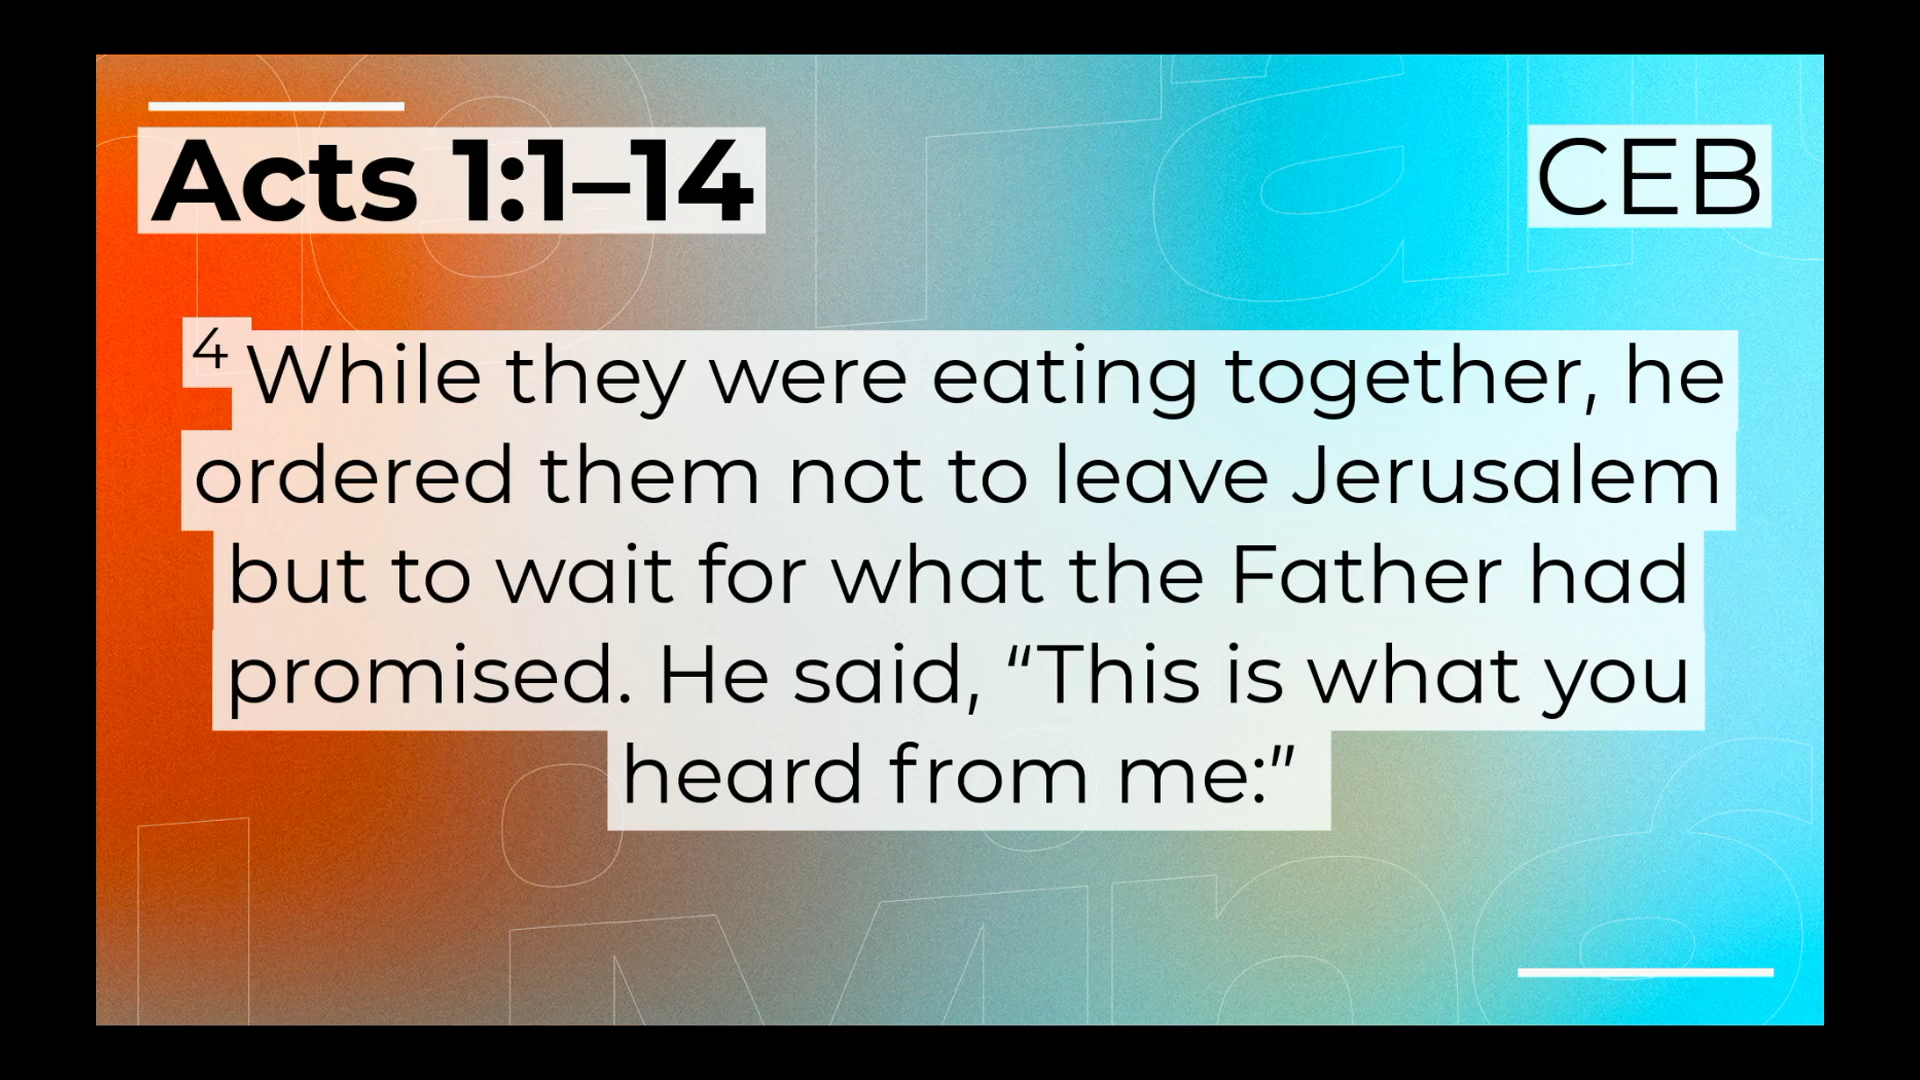 Acts 1:1–14
CEB
4 While they were eating together, he
ordered them not to leave Jerusalem
but to wait for what the Father had
promised. He said, “This is what you
heard from me:”